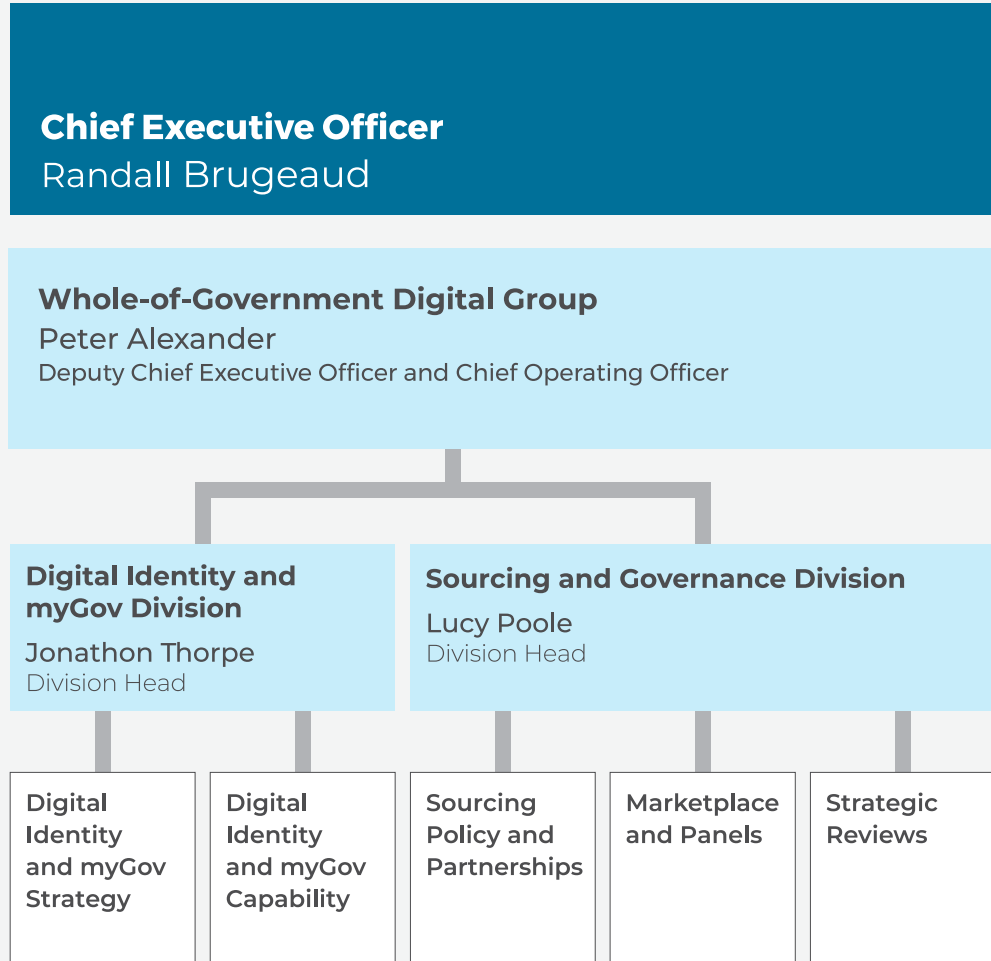 Chief Executive Officer
Randall Brugeaud
Whole-of-Government Digital Group
Peter Alexander
Deputy Chief Executive Officer and Chief Operating Officer
Digital Identity and
myGov Division
Jonathon Thorpe
Division Head
Sourcing and Governance Division
Lucy Poole
Division Head
Digital
Identity
and myGov
Strategy
Digital
Identity
and myGov
Capability
Sourcing
Policy and
Partnerships
Marketplace
and Panels
Strategic
Reviews